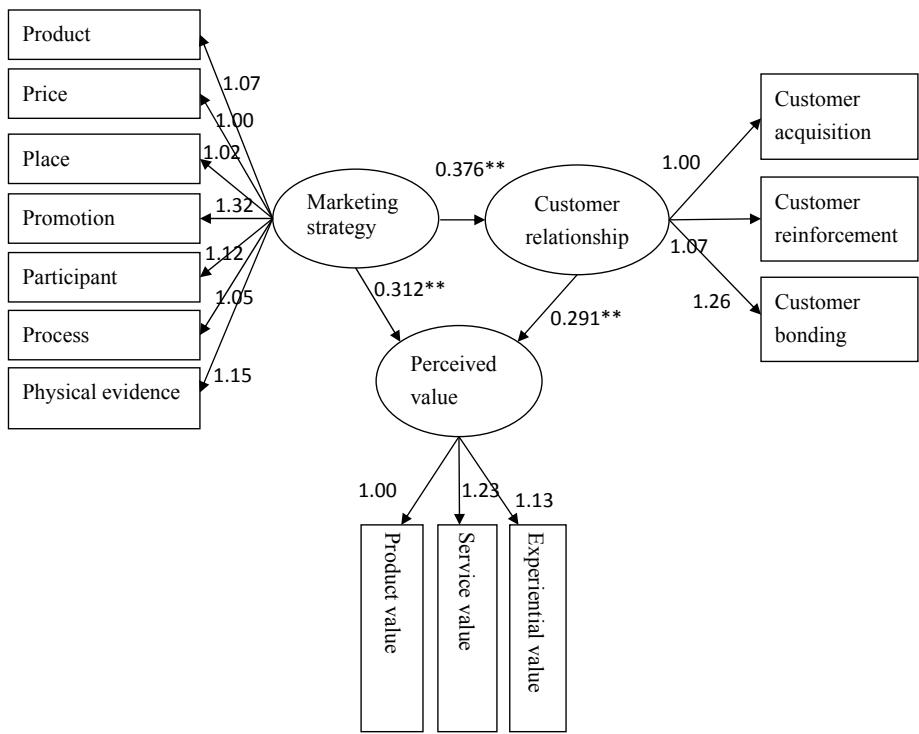 Product
1.07
Price
1.00
Place
1.02
Promotion
1.32
Participant
1.12
Process
1.05
Physical evidence
1.15
Marketing
strategy
0.376**
Customer
relationship
0.312**
0.291**
Perceived
value
1.00
Customer
acquisition
1.07
Customer
reinforcement
1.26
Customer
bonding
1.00
1.23
1.13
Product value
Service value
Experiential value